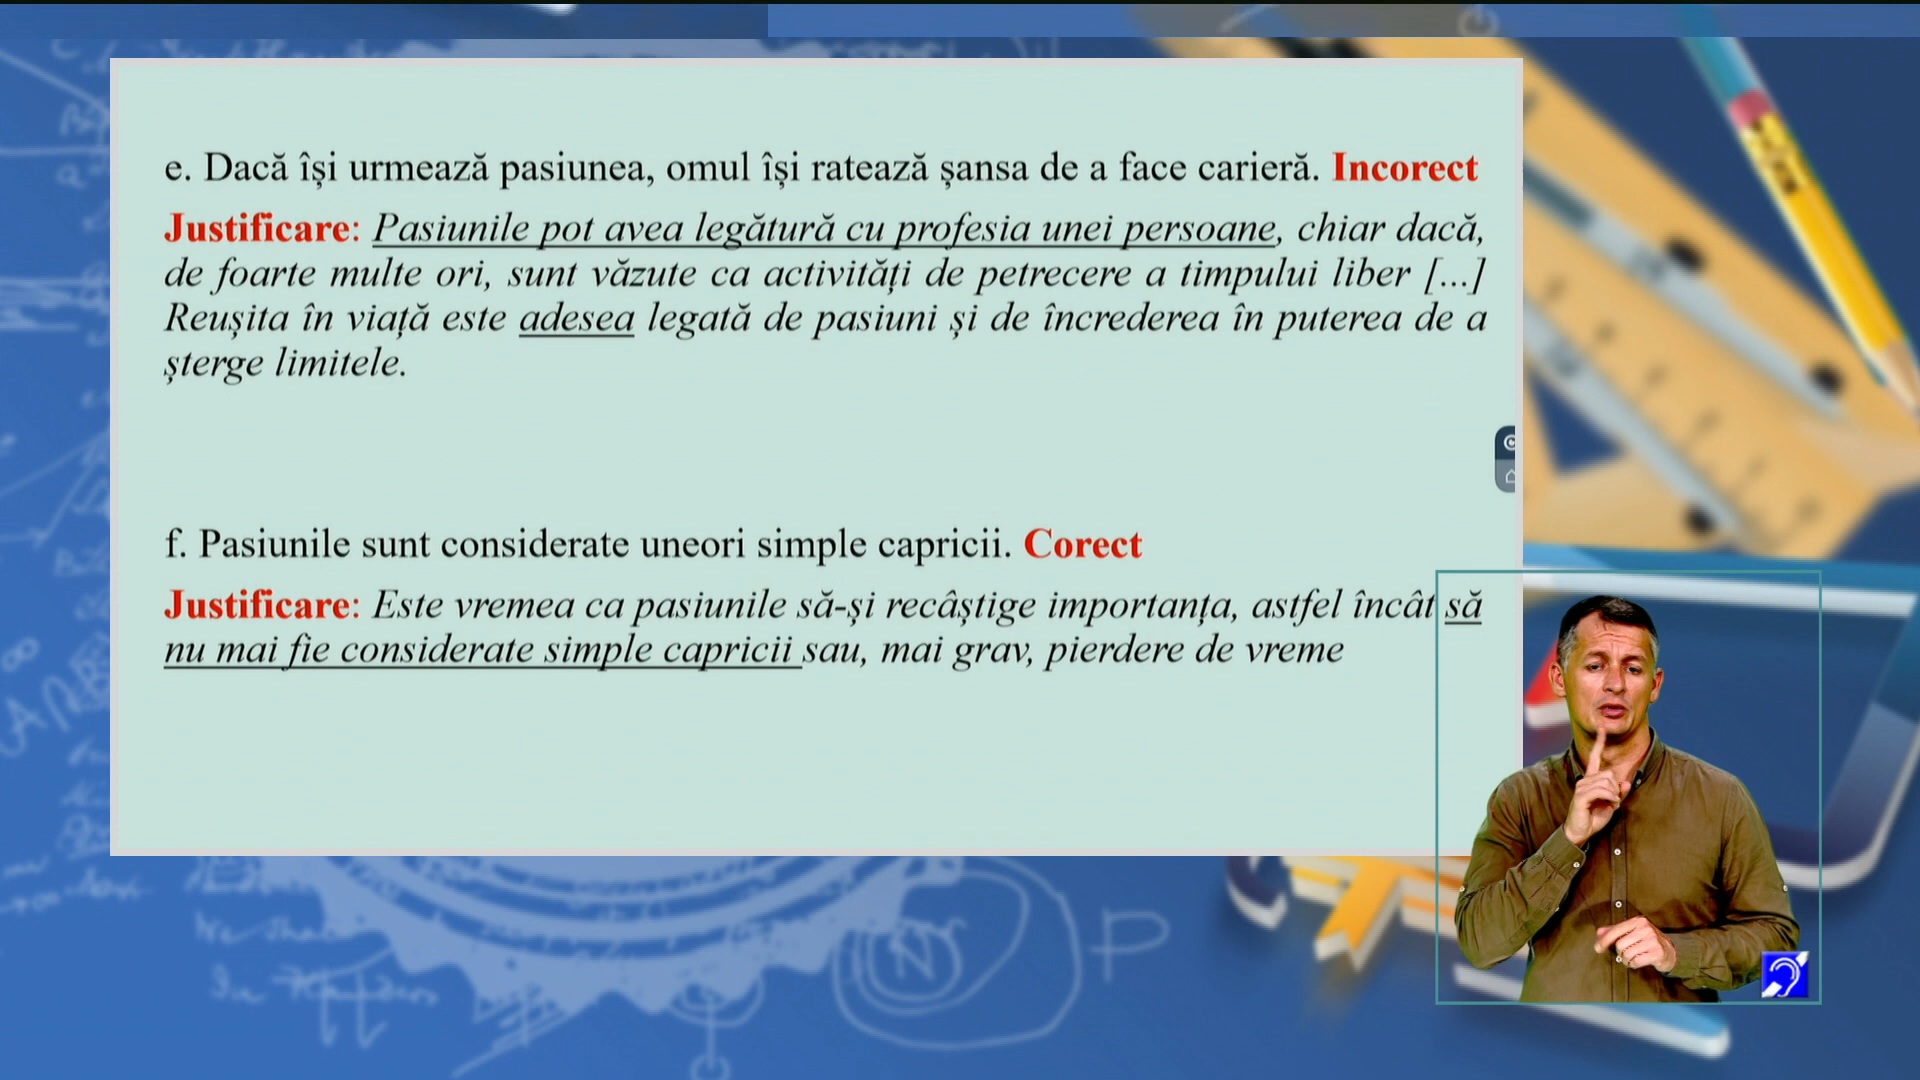 e. Dacă își urmează pasiunea, omul își ratează șansa de a face carieră. Incorect
Justificare: Pasiunile pot avea legătură cu profesia unei persoane, chiar dacă,
de foarte multe ori, sunt văzute ca activități de petrecere a timpului liber [...]
Reușita în viață este adesea legată de pasiuni și de încrederea în puterea de a
șterge limitele.
f. Pasiunile sunt considerate uneori simple capricii. Corect
Justificare: Este vremea ca pasiunile să-și recâștige importanța, astfel încât să
nu mai fie considerate simple capricii sau, mai grav, pierdere de vreme
N
P